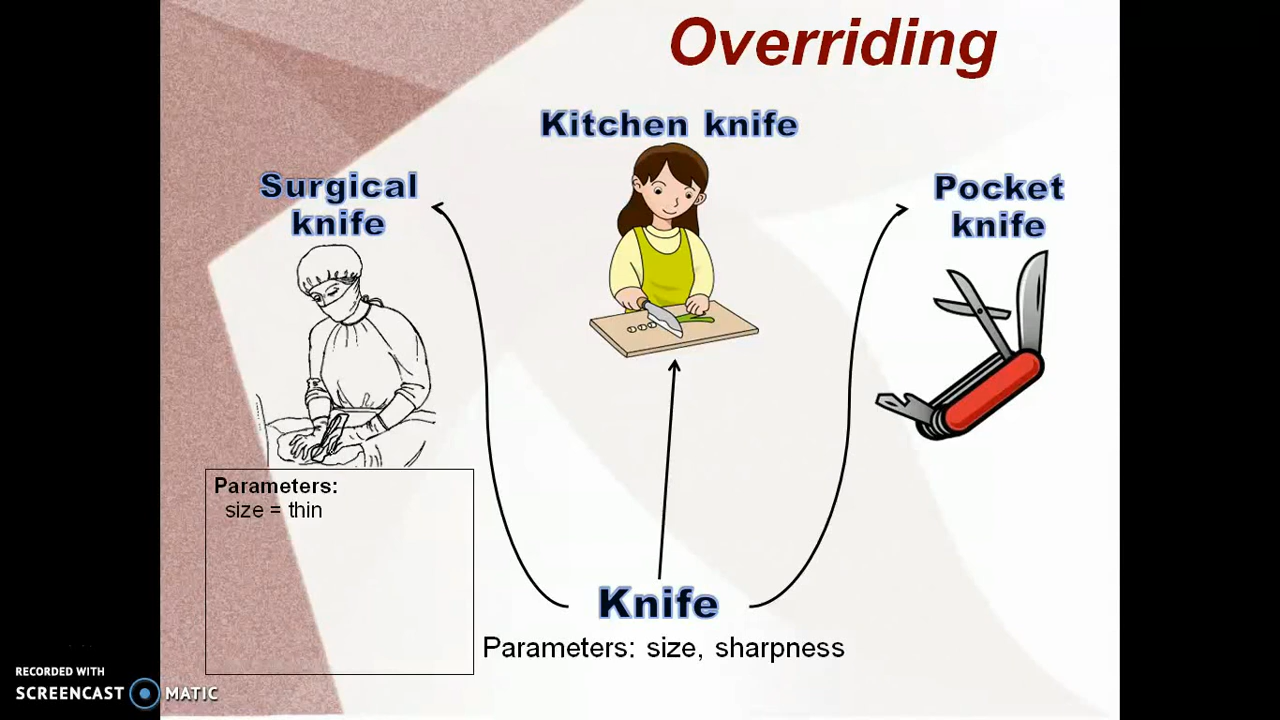 Overriding
Kitchen knife
Surgical
knife
Pocket
knife
Parameters:
size = thin
Knife
Parameters: size, sharpness
RECORDED WITH
SCREENCAST MATIC